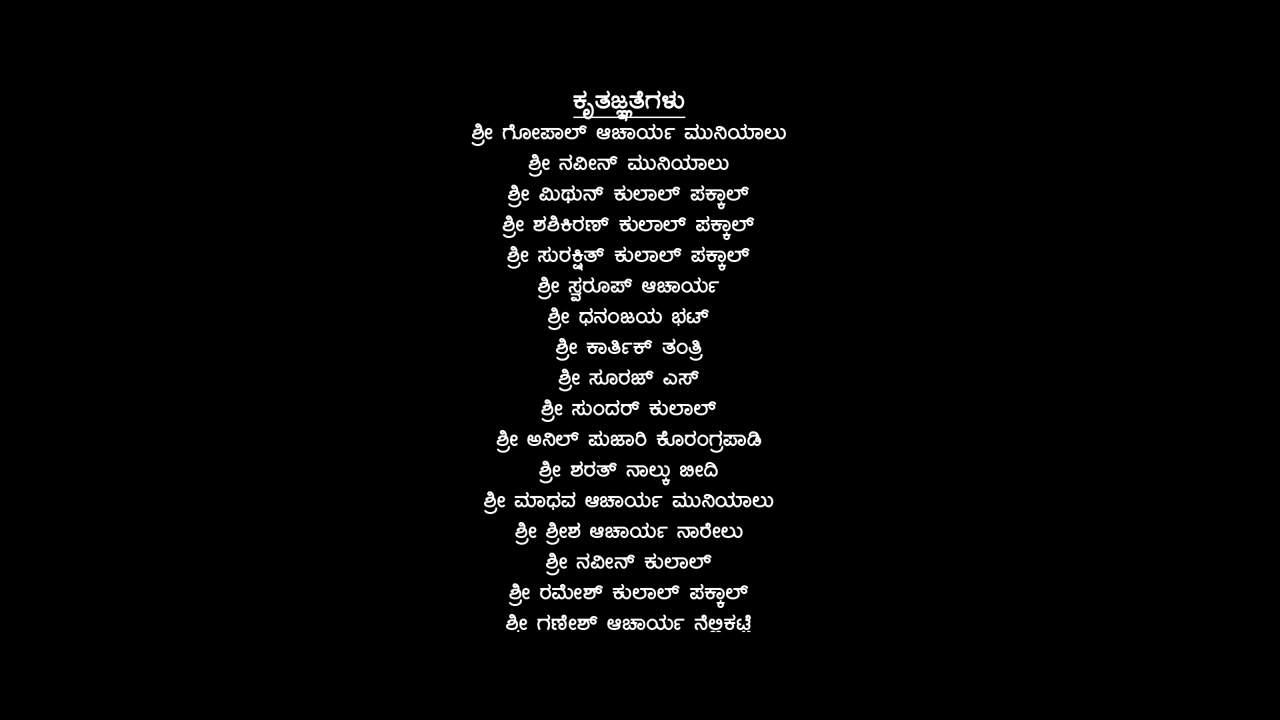 ಕೃತಜ್ಞತೆಗಳು
ಶ್ರೀ ಗೋಪಾಲ್ ಆಚಾರ್ಯ ಮುನಿಯಾಲು
ಶ್ರೀ ನವೀನ್ ಮುನಿಯಾಲು
ಶ್ರೀ ಮಿಥುನ್ ಕುಲಾಲ್ ಪಕ್ಕಾಲ್
ಶ್ರೀ ಶಶಿಕಿರಣ್ ಕುಲಾಲ್ ಪಕ್ಕಾಲ್
ಶ್ರೀ ಸುರಕ್ಷಿತ್ ಕುಲಾಲ್ ಪಕ್ಕಾಲ್
ಶ್ರೀ ಸ್ವರೂಪ್ ಆಚಾರ್ಯ
ಶ್ರೀ ಧನಂಜಯ ಭಟ್
ಶ್ರೀ ಕಾರ್ತಿಕ್ ತಂತ್ರಿ
ಶ್ರೀ ಸೂರಜ್ ಎಸ್
ಶ್ರೀ ಸುಂದರ್ ಕುಲಾಲ್
ಶ್ರೀ ಅನಿಲ್ ಪುಜಾರಿ ಕೊರಂಗ್ರಪಾಡಿ
ಶ್ರೀ ಶರತ್ ನಾಲ್ಕು ಬೀದಿ
ಶ್ರೀ ಮಾಧವ ಆಚಾರ್ಯ ಮುನಿಯಾಲು
ಶ್ರೀ ಶ್ರೀಶ ಆಚಾರ್ಯ ನಾರೇಲು
ಶ್ರೀ ನವೀನ್ ಕುಲಾಲ್
ಶ್ರೀ ರಮೇಶ್ ಕುಲಾಲ್ ಪಕ್ಕಾಲ್
ಶ್ರೀ ಗಣೇಶ್ ಆಚಾರ್ಯ ನೆಲ್ಲಿಕಟ್ಟೆ